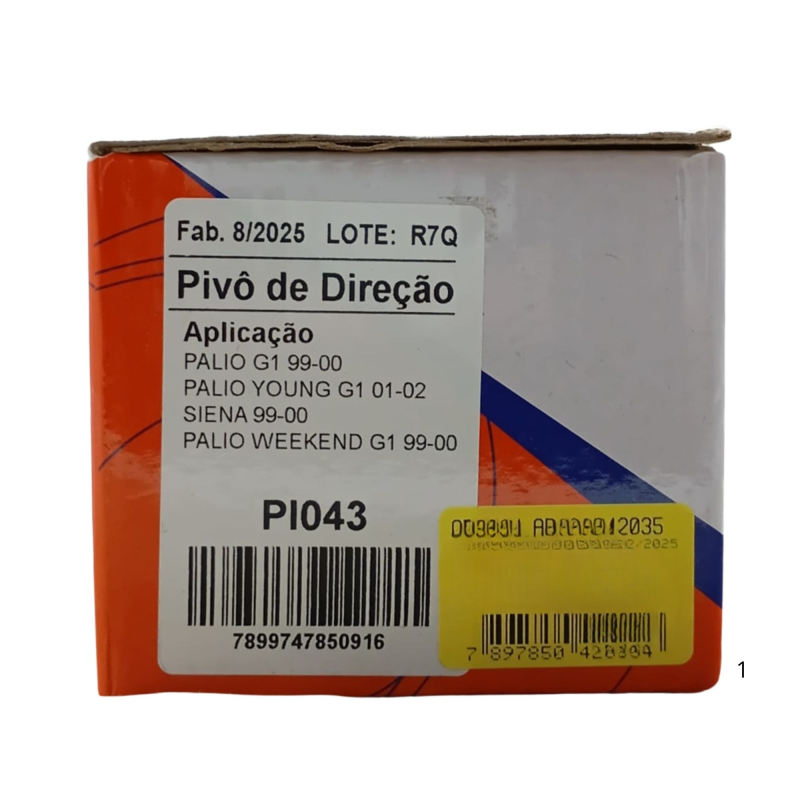 Fab. 8/2025 LOTE: R7Q
Pivô de Direção
Aplicação
PALIO G1 99-00
PALIO YOUNG G1 01-02
SIENA 99-00
PALIO WEEKEND G1 99-00
PI043
7899747850916
7 897850
1